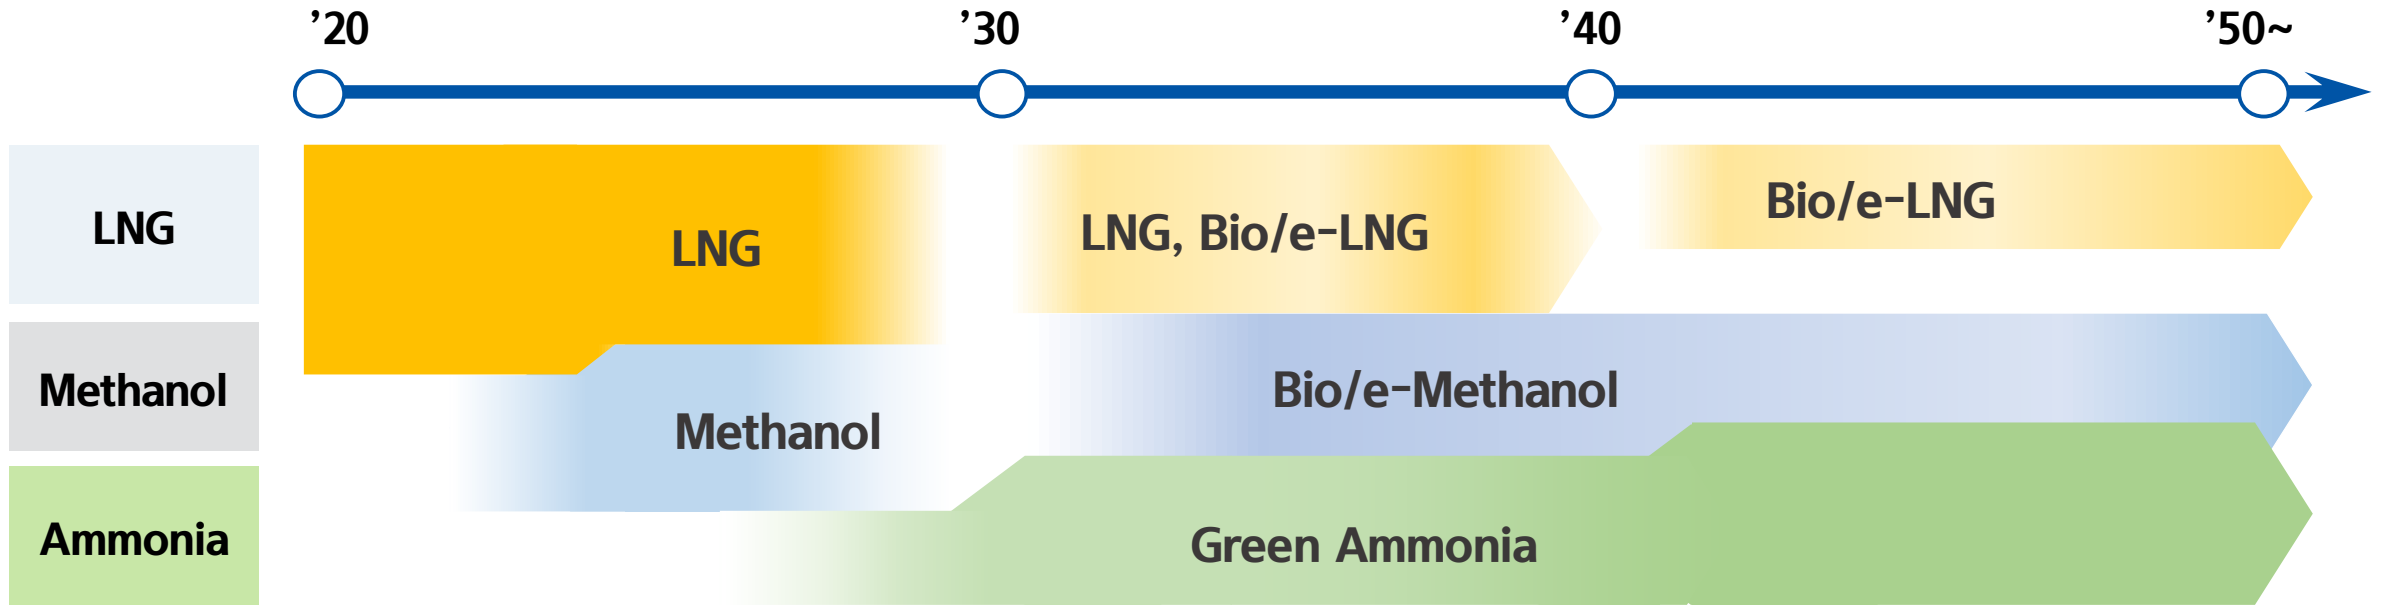 ’20 ’30 ’40 ’50~
LNG
LNG
LNG, Bio/e-LNG
Bio/e-LNG
Methanol
Methanol
Bio/e-Methanol
Ammonia
Green Ammonia